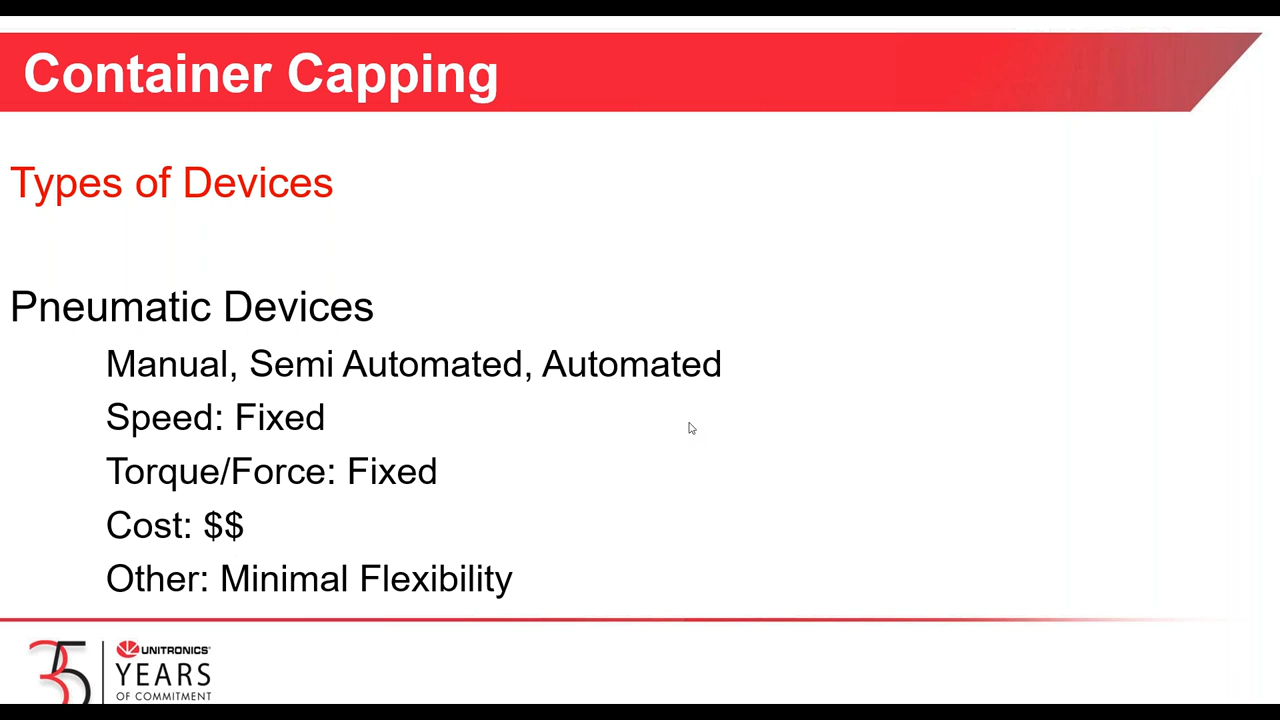 Container Capping
Types of Devices
Pneumatic Devices
Manual, Semi Automated, Automated
Speed: Fixed
Torque/Force: Fixed
Cost: $$
Other: Minimal Flexibility
35
UNITRONICS®
YEARS
OF COMMITMENT